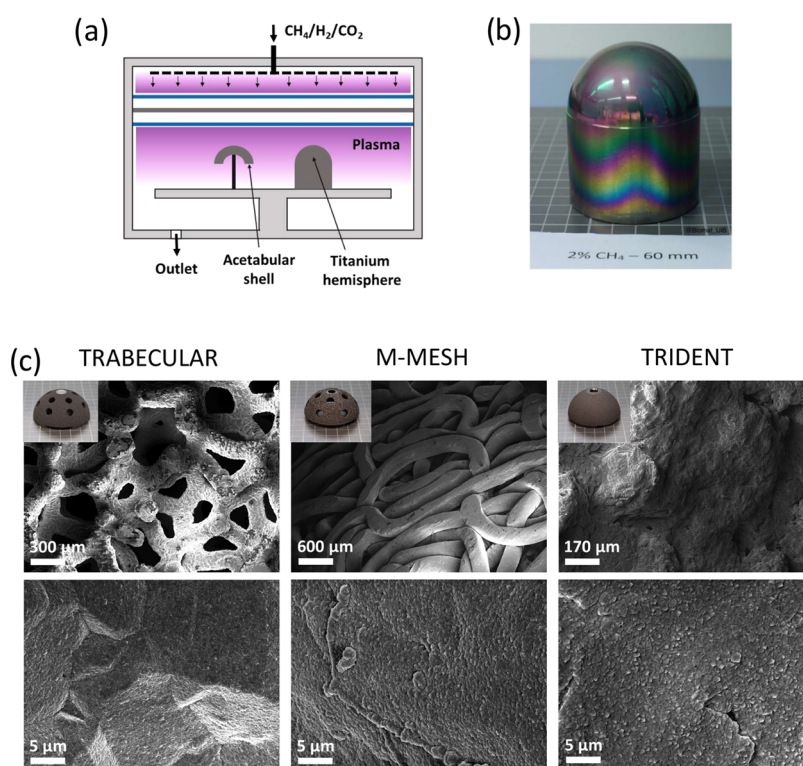 (a)
CH₄/H₂/CO₂
Plasma
Outlet
Acetabular
shell
Titanium
hemisphere
(b)
2% CH₄ – 60 mm
(c)
TRABECULAR
M-MESH
TRIDENT
300 µm
600 µm
170 µm
5 µm
5 µm
5 µm